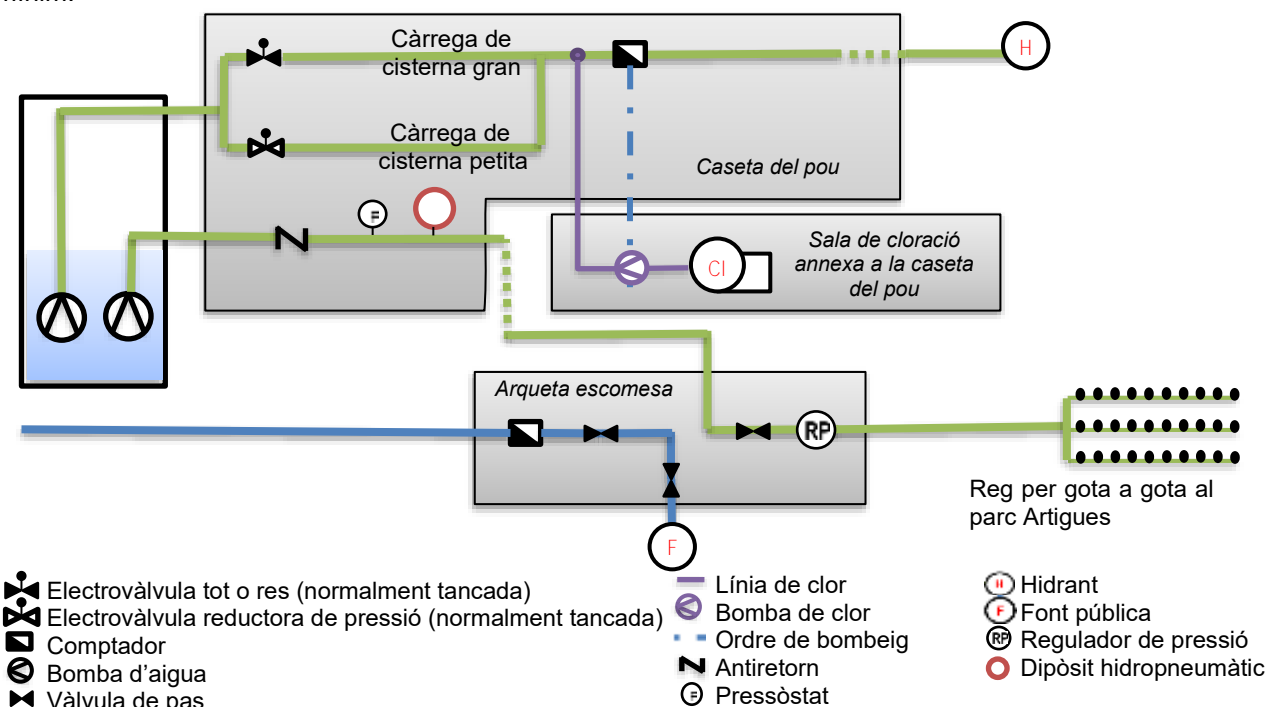 Càrrega de
cisterna gran
H
Càrrega de
cisterna petita
Caseta del pou
F
Sala de cloració
annexa a la caseta
del pou
Cl
Arqueta escomesa
RP
Reg per gota a gota al
parc Artigues
F
Electrovàlvula tot o res (normalment tancada)
Electrovàlvula reductora de pressió (normalment tancada)
Comptador
Bomba d'aigua
Vàlvula de pas
Línia de clor
Bomba de clor
Ordre de bombeig
Antiretorn
F Pressòstat
H Hidrant
F Font pública
RP Regulador de pressió
Dipòsit hidropneumàtic